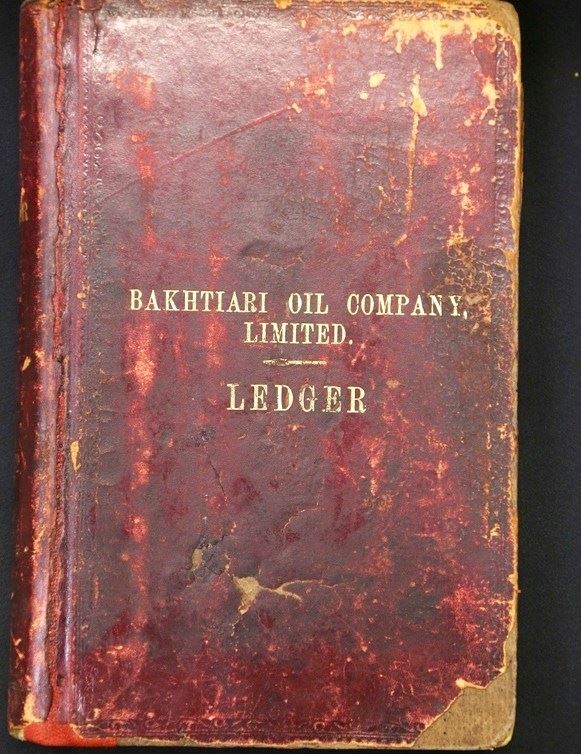 BAKHTIARI OIL COMPANY,
LIMITED.
LEDGER